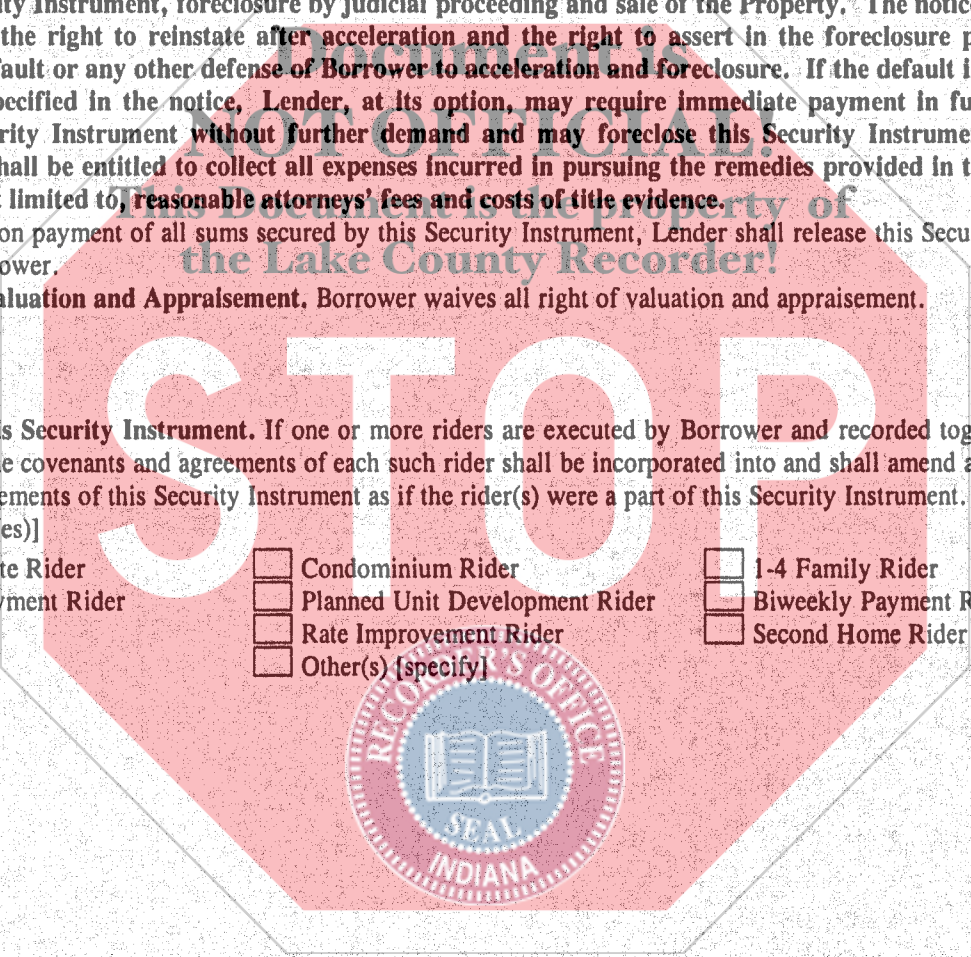 ity Instrument, foreclosure by judicial proceeding and sale of the Property. The notice
the right to reinstate after acceleration and the right to assert in the foreclosure p
fault or any other defense of Borrower to acceleration and foreclosure. If the default i
pecified in the notice, Lender, at its option, may require immediate payment in fu
rity Instrument without further demand and may foreclose this Security Instrume
hall be entitled to collect all expenses incurred in pursuing the remedies provided in t
t limited to, reasonable attorneys' fees and costs of title evidence.
on payment of all sums secured by this Security Instrument, Lender shall release this Secu
ower.
aluation and Appraisement. Borrower waives all right of valuation and appraisement.
is Security Instrument. If one or more riders are executed by Borrower and recorded tog
e covenants and agreements of each such rider shall be incorporated into and shall amend a
ements of this Security Instrument as if the rider(s) were a part of this Security Instrument.
es)]
te Rider Condominium Rider 1-4 Family Rider
yment Rider Planned Unit Development Rider Biweekly Payment R
Rate Improvement Rider Second Home Rider
Other(s) [specify]
Document is
NOT OFFICIAL!
This Document is the property of
the Lake County Recorder!
STOP
RECORDER'S OFFICE
SEAL
INDIANA